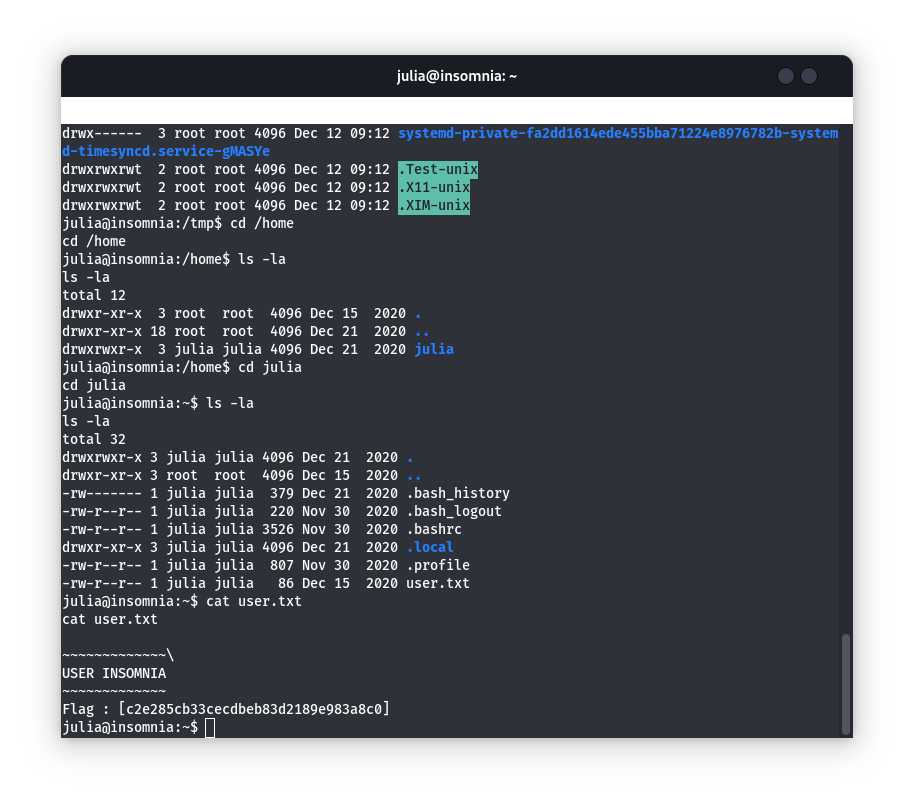 julia@insomnia: ~
drwx------  3 root root 4096 Dec 12 09:12 systemd-private-fa2dd1614ede455bba71224e8976782b-system
d-timesyncd.service-gMASYe
drwxrwxrwt  2 root root 4096 Dec 12 09:12 .Test-unix
drwxrwxrwt  2 root root 4096 Dec 12 09:12 .X11-unix
drwxrwxrwt  2 root root 4096 Dec 12 09:12 .XIM-unix
julia@insomnia:/tmp$ cd /home
cd /home
julia@insomnia:/home$ ls -la
ls -la
total 12
drwxr-xr-x  3 root  root  4096 Dec 15  2020 .
drwxr-xr-x 18 root  root  4096 Dec 21  2020 ..
drwxrwxr-x  3 julia julia 4096 Dec 21  2020 julia
julia@insomnia:/home$ cd julia
cd julia
julia@insomnia:~$ ls -la
ls -la
total 32
drwxrwxr-x 3 julia julia 4096 Dec 21  2020 .
drwxr-xr-x 3 root  root  4096 Dec 15  2020 ..
-rw------- 1 julia julia  379 Dec 21  2020 .bash_history
-rw-r--r-- 1 julia julia  220 Nov 30  2020 .bash_logout
-rw-r--r-- 1 julia julia 3526 Nov 30  2020 .bashrc
drwxr-xr-x 3 julia julia 4096 Dec 21  2020 .local
-rw-r--r-- 1 julia julia  807 Nov 30  2020 .profile
-rw-r--r-- 1 julia julia   86 Dec 15  2020 user.txt
julia@insomnia:~$ cat user.txt
cat user.txt
~~~~~~~~~~~~~\
USER INSOMNIA
~~~~~~~~~~~~~
Flag : [c2e285cb33cecdbeb83d2189e983a8c0]
julia@insomnia:~$